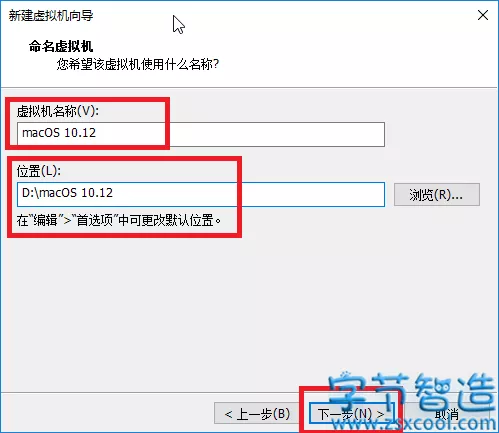 新建虚拟机向导
命名虚拟机
您希望该虚拟机使用什么名称?
虚拟机名称(V):
macOS 10.12
位置(L):
D:\macOS 10.12
浏览(R)...
在“编辑”>“首选项”中可更改默认位置。
< 上一步(B)
下一步(N) >
取消
字节智造
www.zsxcool.com